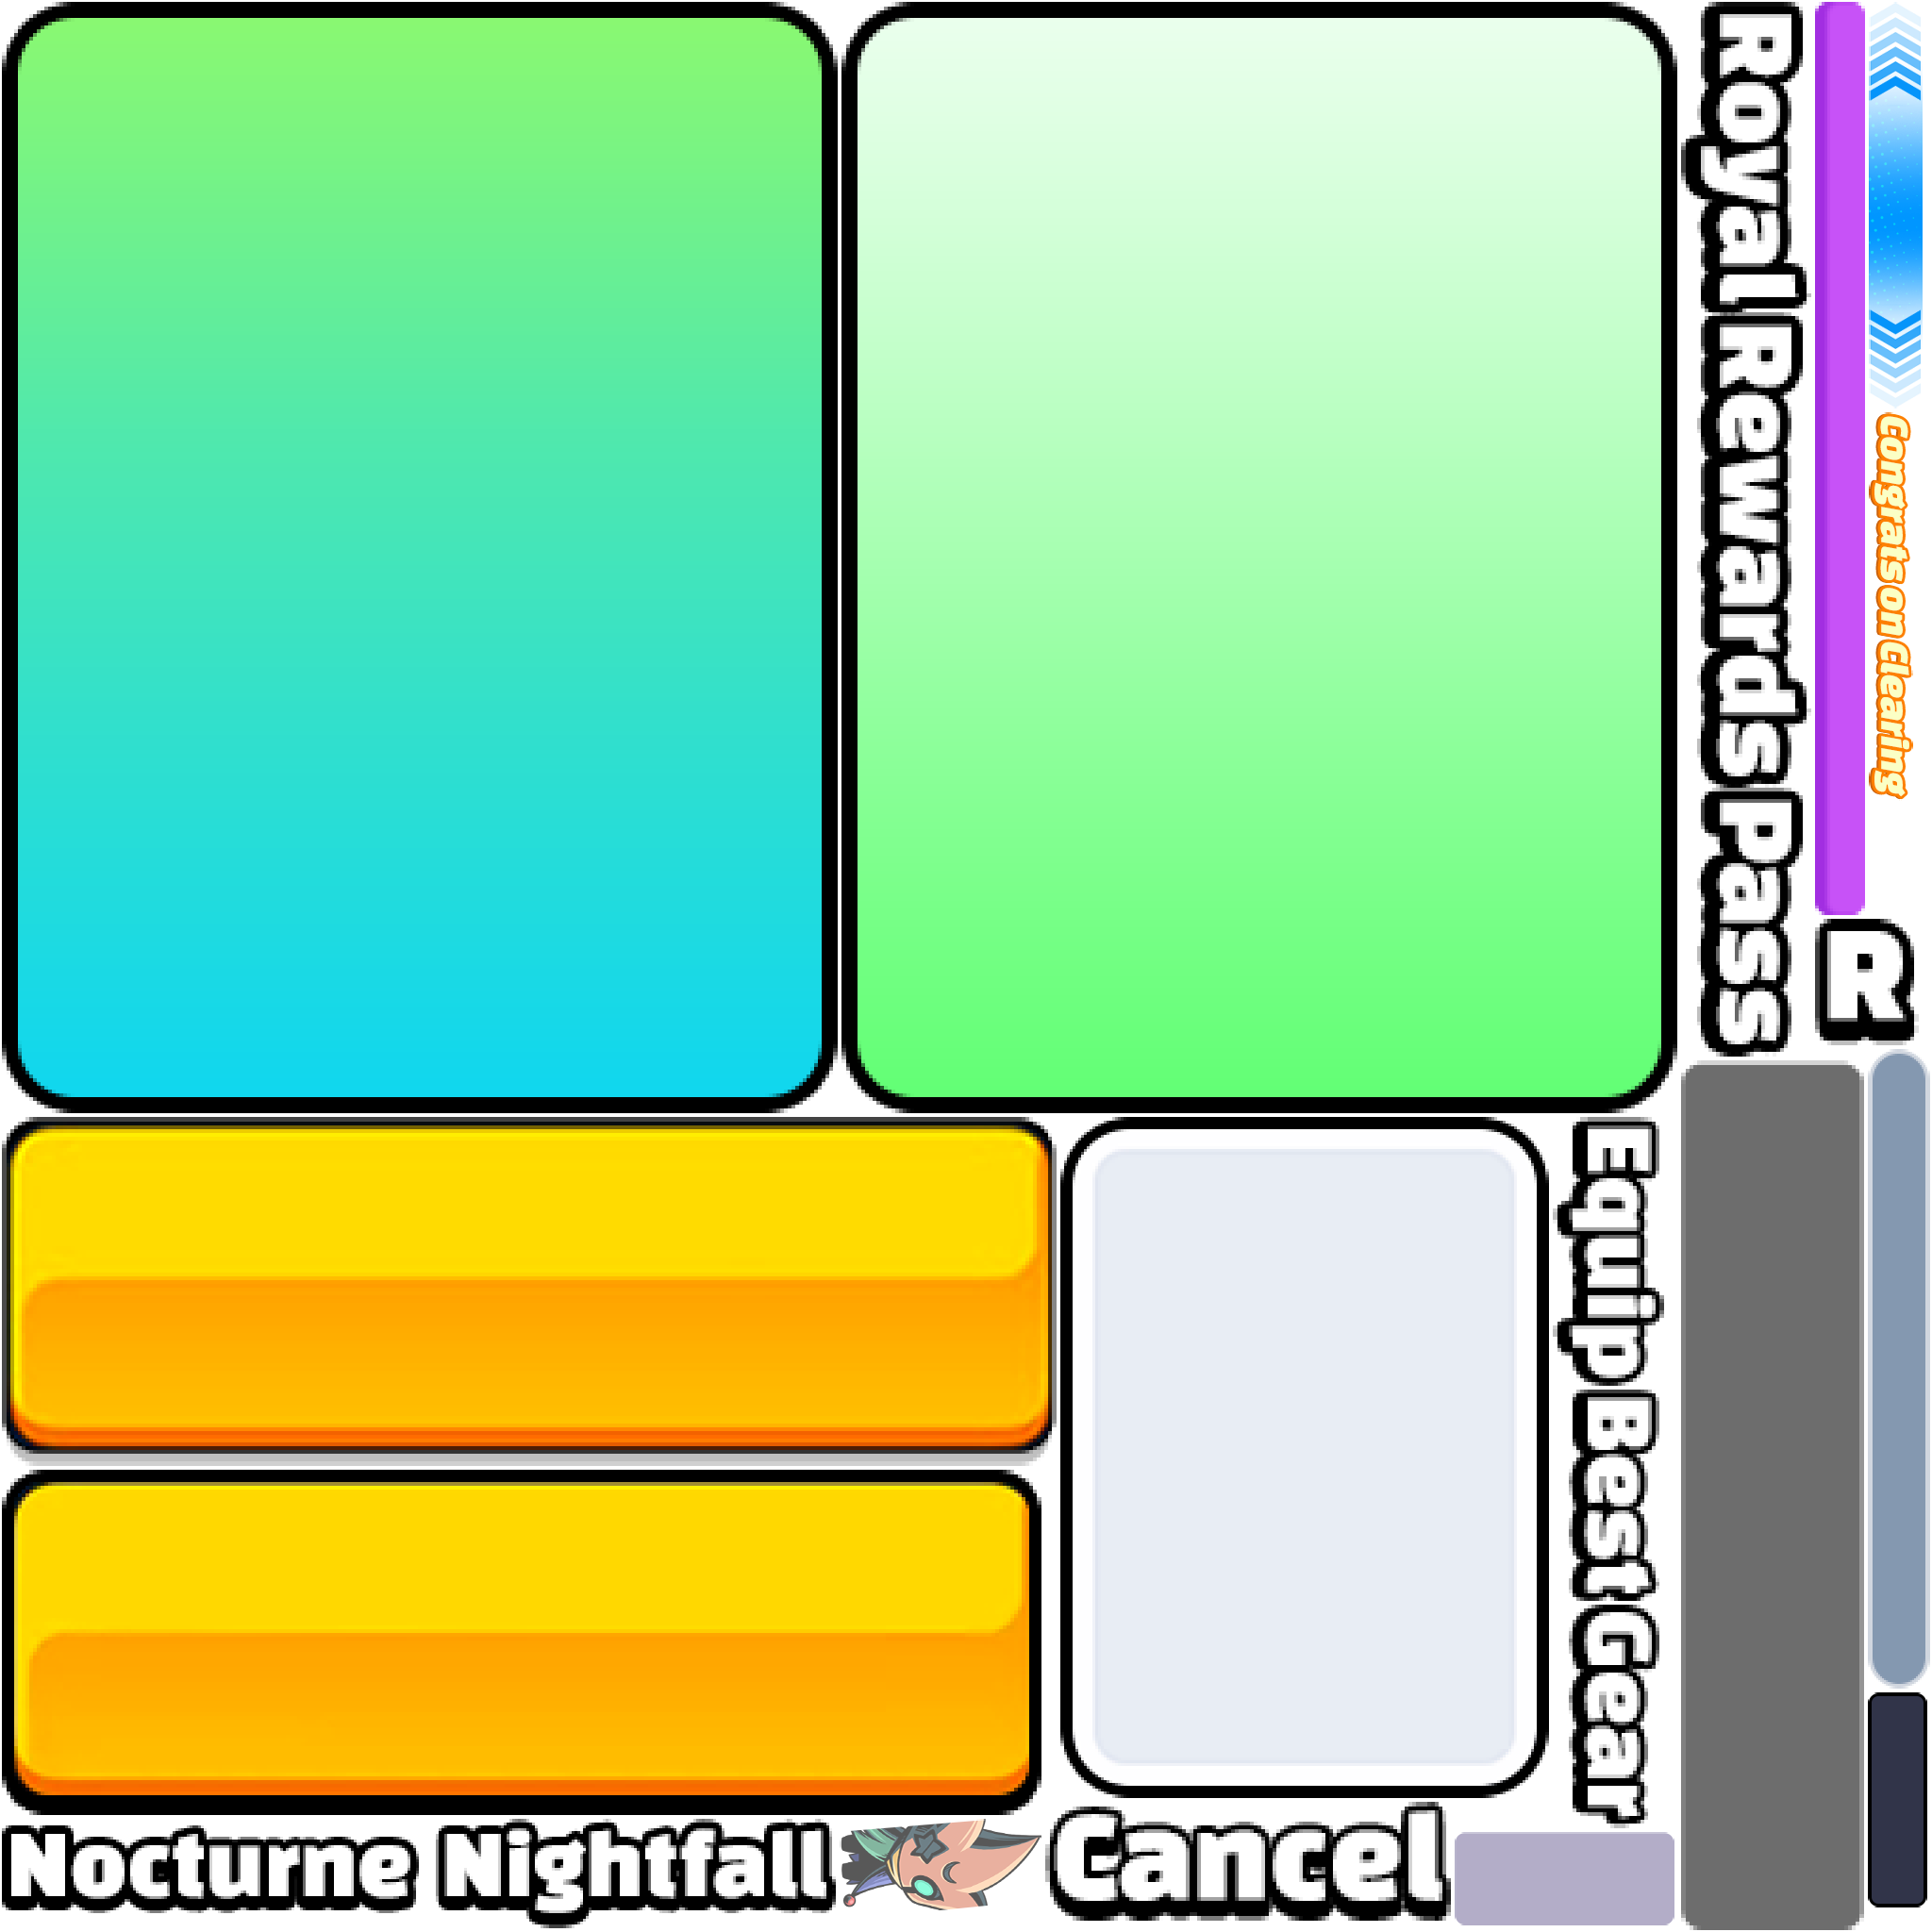 Royal Rewards Pass
Congrats on Clearing
R
Equip Best Gear
Nocturne Nightfall
Cancel